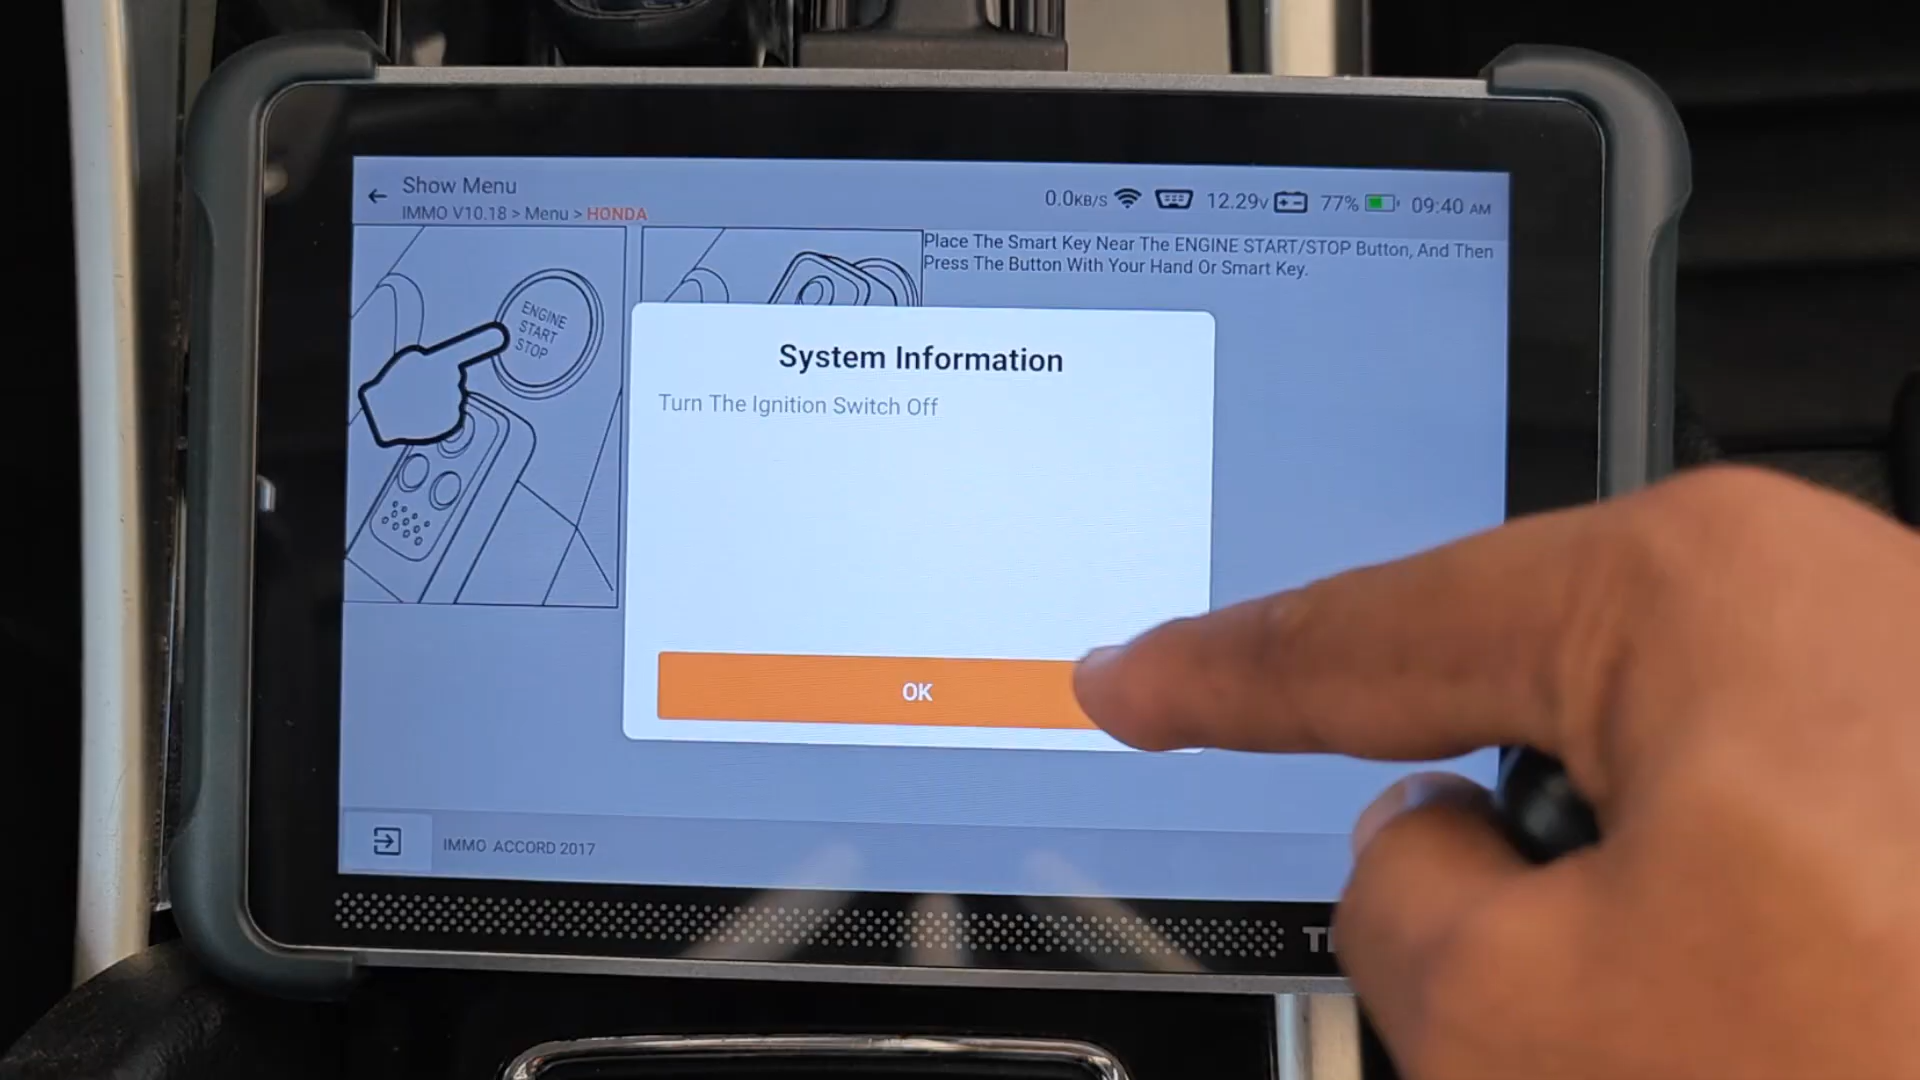 Show Menu
IMMO V10.18 > Menu > HONDA
0.0KB/S 12.29V 77% 09:40 AM
ENGINE
START
STOP
Place The Smart Key Near The ENGINE START/STOP Button, And Then
Press The Button With Your Hand Or Smart Key.
System Information
Turn The Ignition Switch Off
OK
IMMO ACCORD 2017